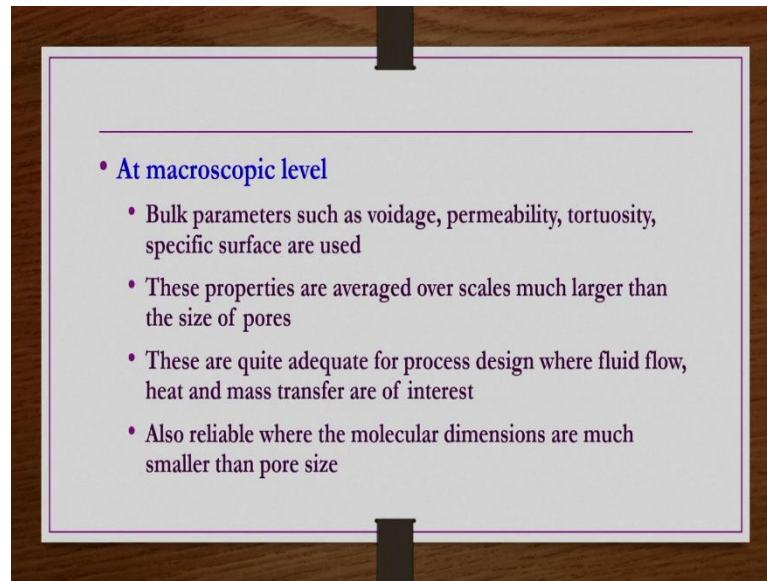 • At macroscopic level
• Bulk parameters such as voidage, permeability, tortuosity,
specific surface are used
• These properties are averaged over scales much larger than
the size of pores
• These are quite adequate for process design where fluid flow,
heat and mass transfer are of interest
• Also reliable where the molecular dimensions are much
smaller than pore size